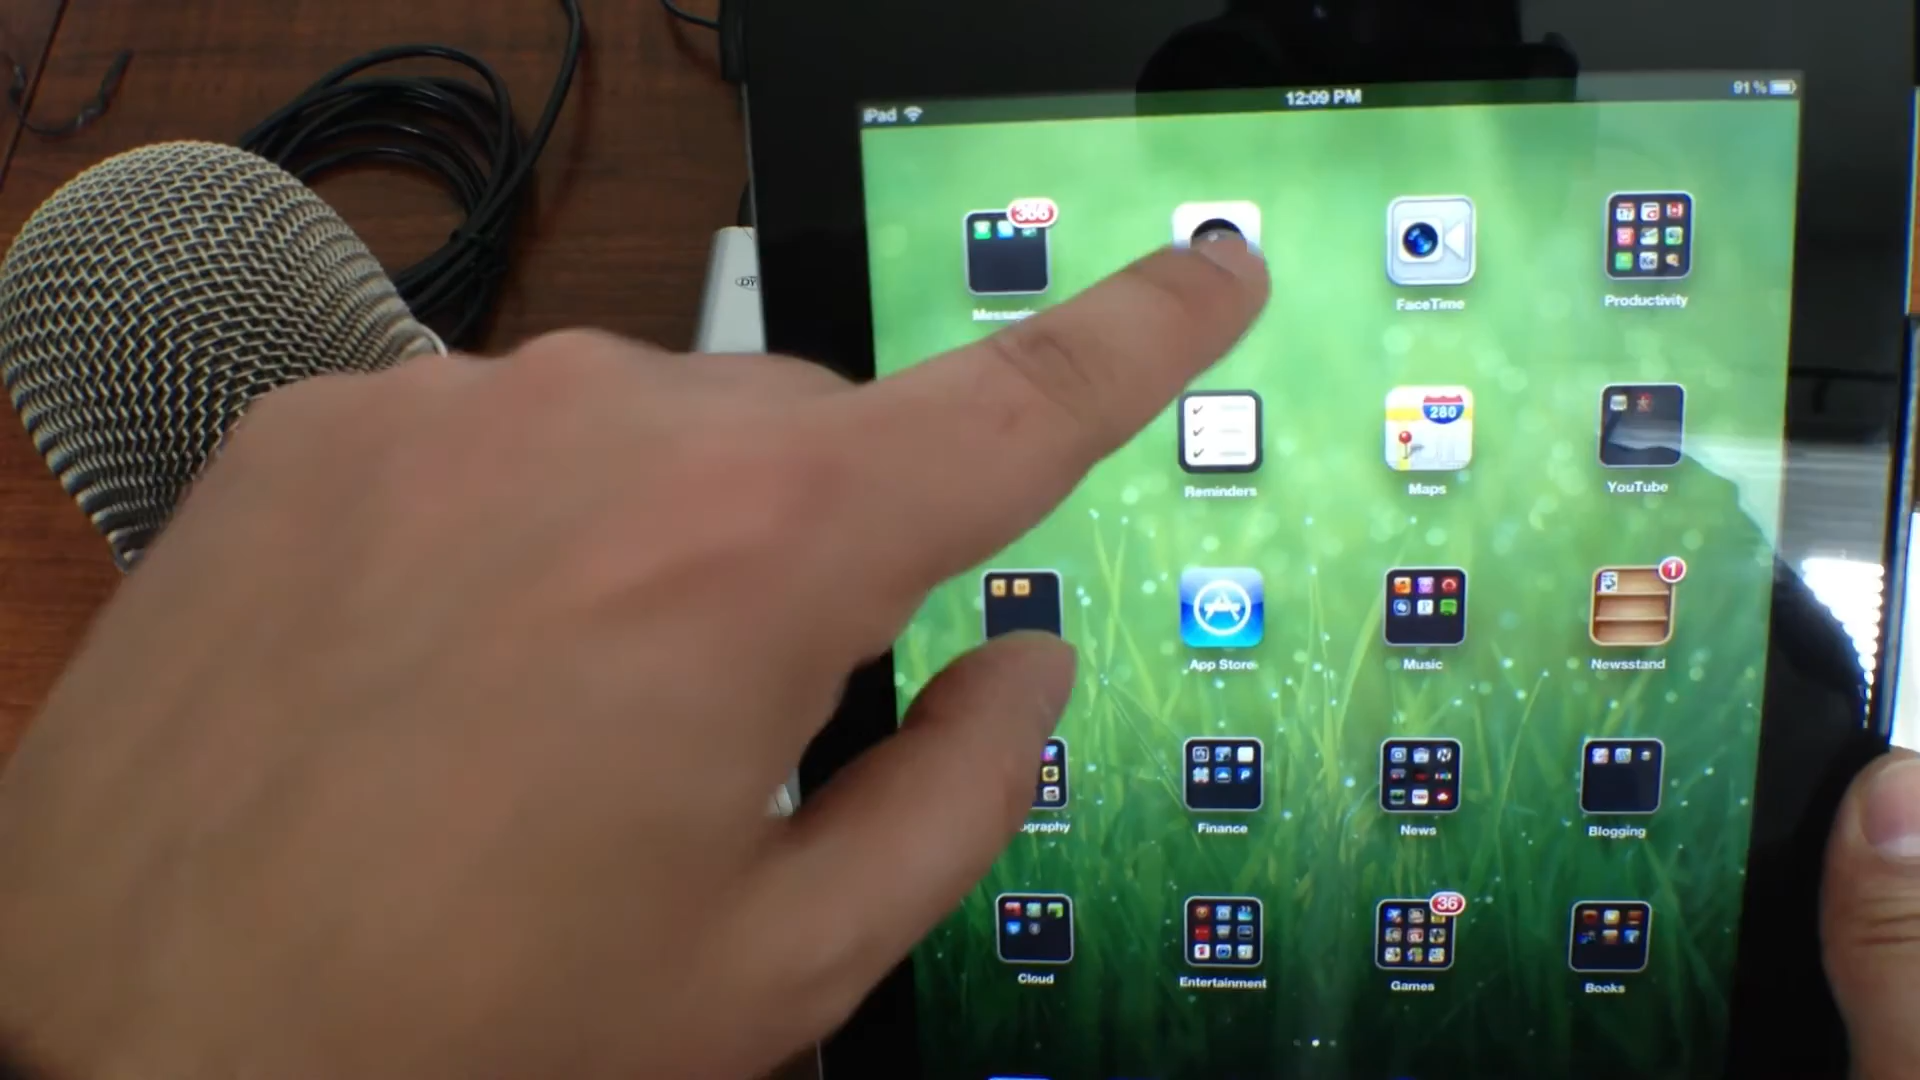 iPad
12:09 PM
91%
366
FaceTime
Productivity
280
Reminders
Maps
YouTube
1
App Store
Music
Newsstand
Finance
News
Blogging
36
Cloud
Entertainment
Games
Books